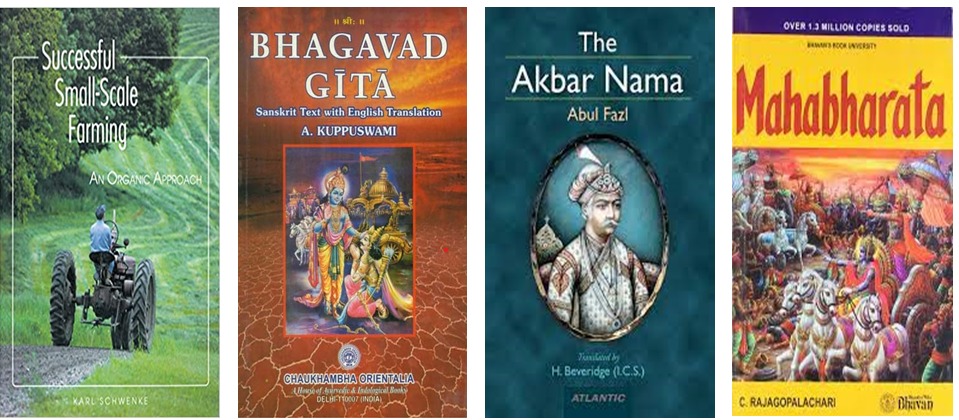 Successful
Small-Scale
Farming
AN ORGANIC APPROACH
KARL SCHWENKE
॥ श्रीः ॥
BHAGAVAD
GĪTĀ
Sanskrit Text with English Translation
A. KUPPUSWAMI
CHAUKHAMBHA ORIENTALIA
A House of Ayurvedic & Indological Books
DELHI-110007 (INDIA)
The
Akbar Nama
Abul Fazl
Translated by
H. Beveridge (I.C.S.)
ATLANTIC
OVER 1.3 MILLION COPIES SOLD
BHAVAN'S BOOK UNIVERSITY
Mahabharata
C. RAJAGOPALACHARI
Bhavan